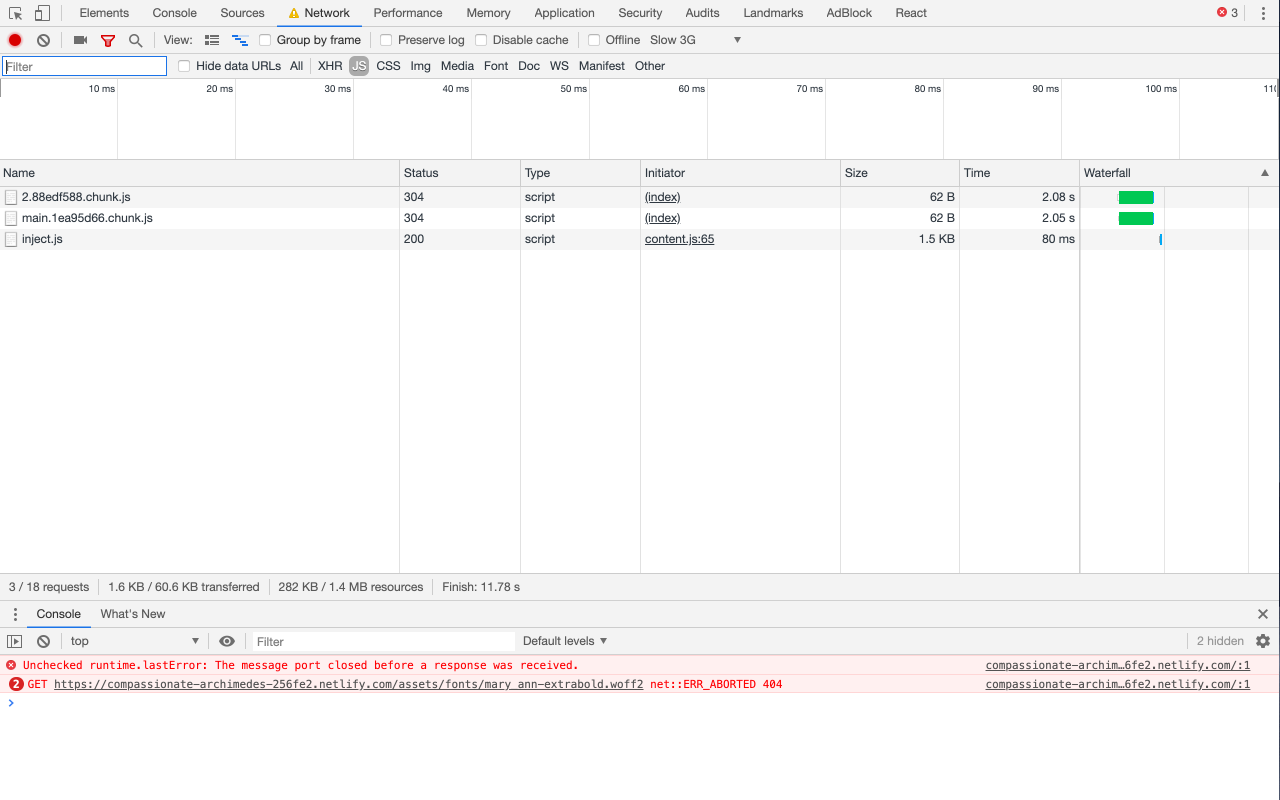 Elements Console Sources Network Performance Memory Application Security Audits Landmarks AdBlock React 3
View: Group by frame Preserve log Disable cache Offline Slow 3G
Filter Hide data URLs All XHR JS CSS Img Media Font Doc WS Manifest Other
10 ms 20 ms 30 ms 40 ms 50 ms 60 ms 70 ms 80 ms 90 ms 100 ms 110
Name Status Type Initiator Size Time Waterfall
2.88edf588.chunk.js 304 script (index) 62 B 2.08 s
main.1ea95d66.chunk.js 304 script (index) 62 B 2.05 s
inject.js 200 script content.js:65 1.5 KB 80 ms
3 / 18 requests 1.6 KB / 60.6 KB transferred 282 KB / 1.4 MB resources Finish: 11.78 s
Console What's New
top Filter Default levels 2 hidden
Unchecked runtime.lastError: The message port closed before a response was received. compassionate-archim…6fe2.netlify.com/:1
2 GET https://compassionate-archimedes-256fe2.netlify.com/assets/fonts/mary_ann-extrabold.woff2 net::ERR_ABORTED 404 compassionate-archim…6fe2.netlify.com/:1